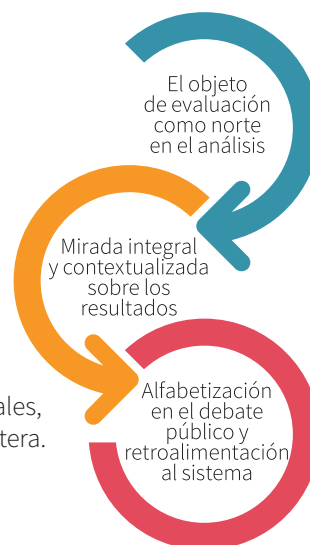 El objeto
de evaluación
como norte
en el análisis
Mirada integral
y contextualizada
sobre los
resultados
Alfabetización
en el debate
público y
retroalimentación
al sistema
ales,
tera.